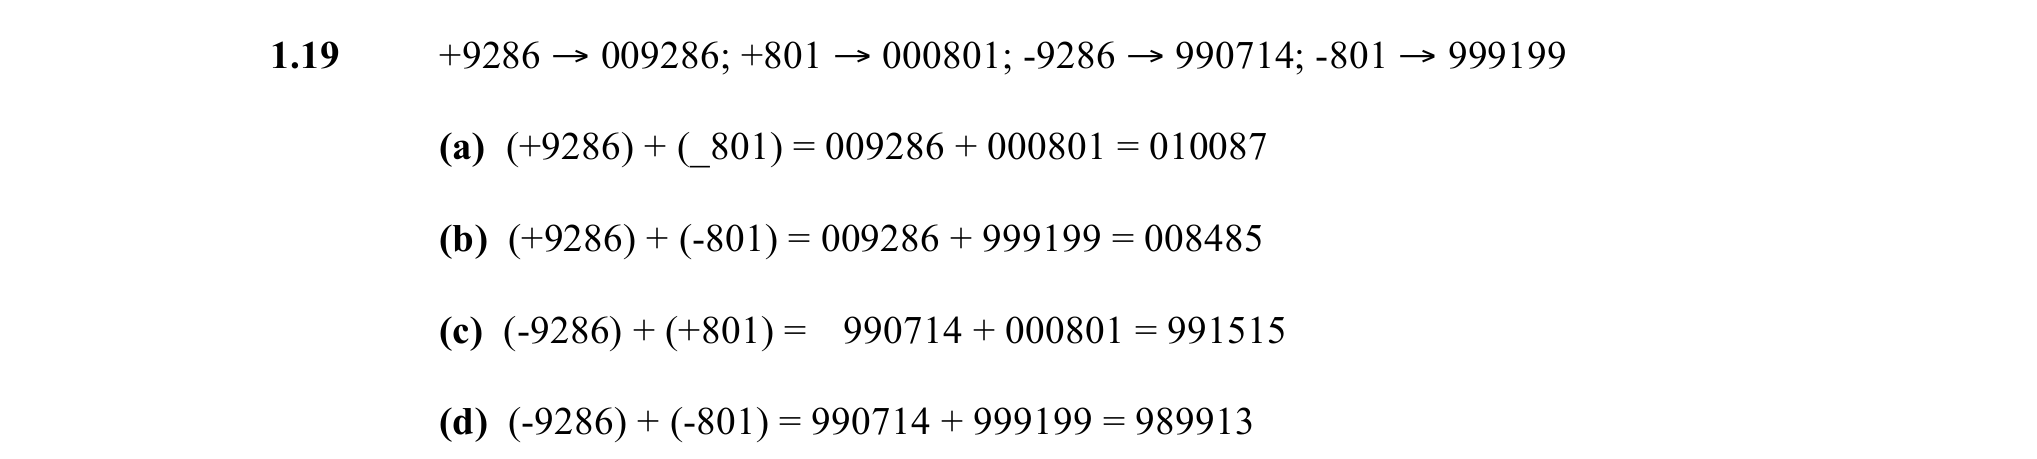 1.19 +9286 → 009286; +801 → 000801; -9286 → 990714; -801 → 999199
(a) (+9286) + (_801) = 009286 + 000801 = 010087
(b) (+9286) + (-801) = 009286 + 999199 = 008485
(c) (-9286) + (+801) = 990714 + 000801 = 991515
(d) (-9286) + (-801) = 990714 + 999199 = 989913